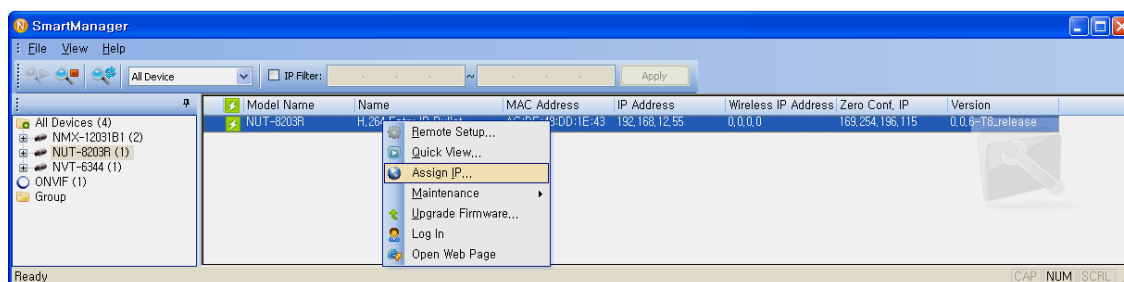 SmartManager
File View Help
All Device IP Filter: . . . ~ . . . Apply
Model Name Name MAC Address IP Address Wireless IP Address Zero Conf. IP Version
NUT-8203R H.264 192,168,12,55 0,0,0,0 169,254,196,115 0,0,6-T8_release
All Devices (4)
NMX-12031B1 (2)
NUT-8203R (1)
NVT-6344 (1)
ONVIF (1)
Group
Remote Setup...
Quick View...
Assign IP...
Maintenance
Upgrade Firmware...
Log In
Open Web Page
Ready CAP NUM SCRL